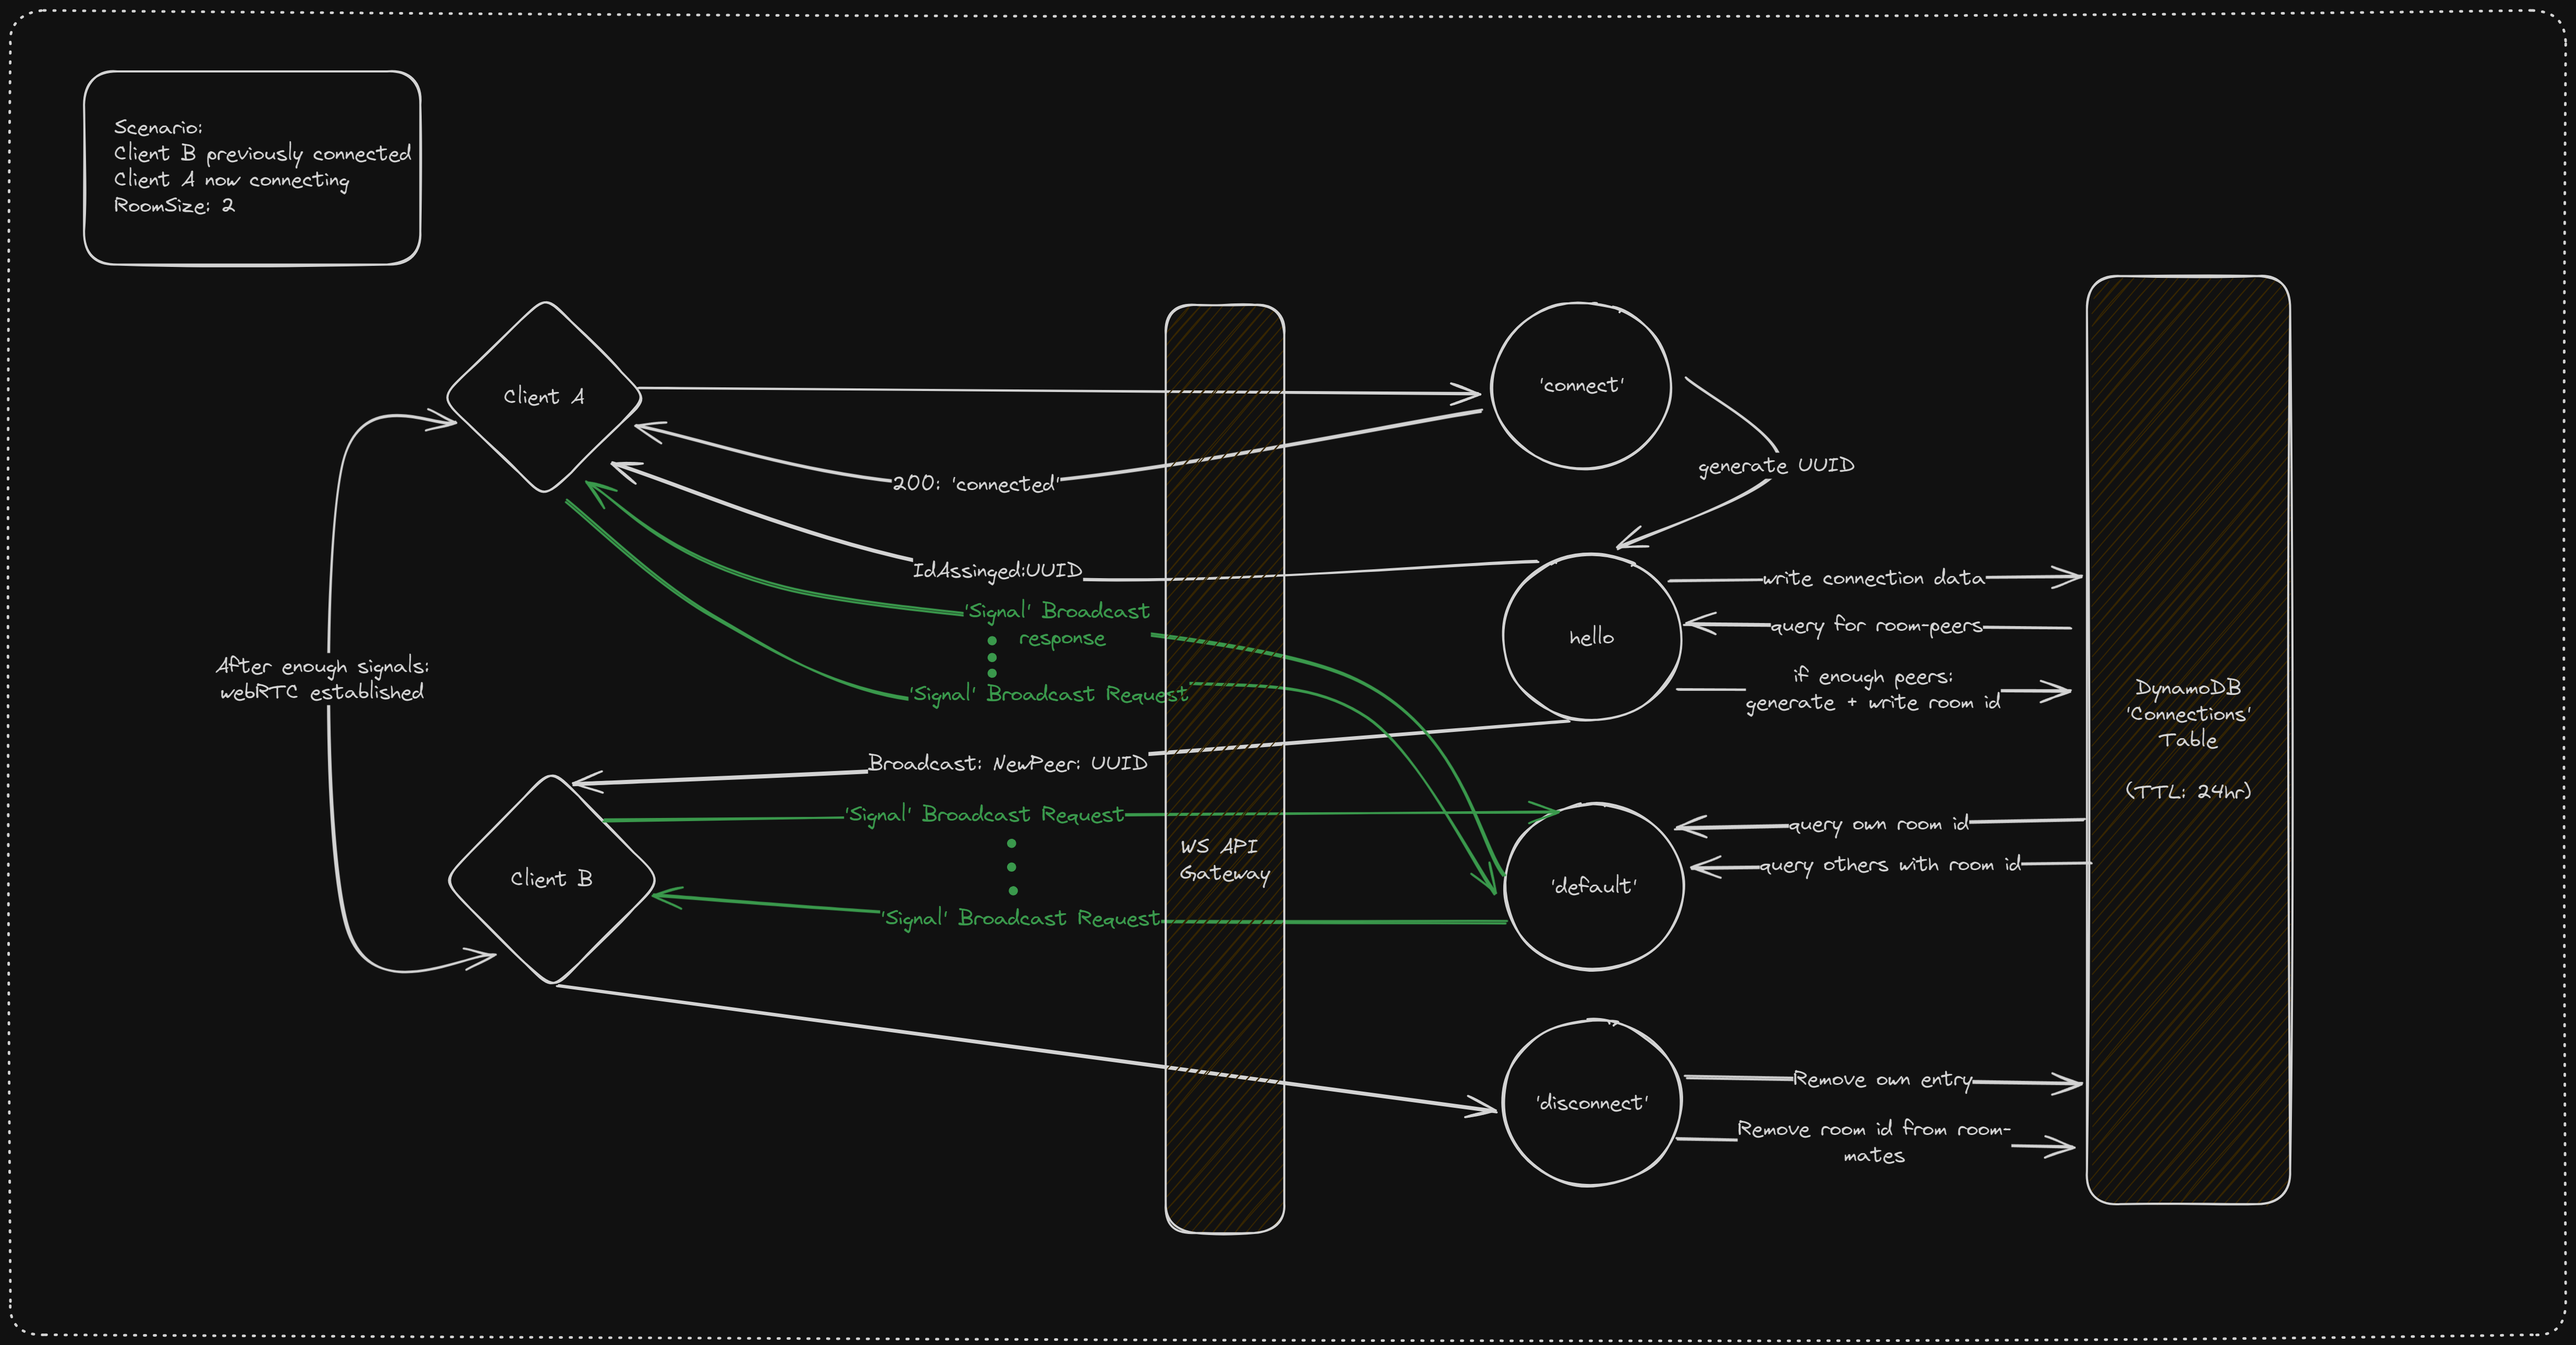 Scenario:
Client B previously connected
Client A now connecting
RoomSize: 2
Client A
'connect'
generate UUID
200: 'connected'
IdAssinged:UUID
hello
write connection data
query for room-peers
if enough peers:
generate + write room id
'Signal' Broadcast
response
'Signal' Broadcast Request
After enough signals:
webRTC established
Broadcast: NewPeer: UUID
'Signal' Broadcast Request
Client B
'Signal' Broadcast Request
WS API
Gateway
'default'
query own room id
query others with room id
DynamoDB
'Connections'
Table
(TTL: 24hr)
'disconnect'
Remove own entry
Remove room id from room-
mates